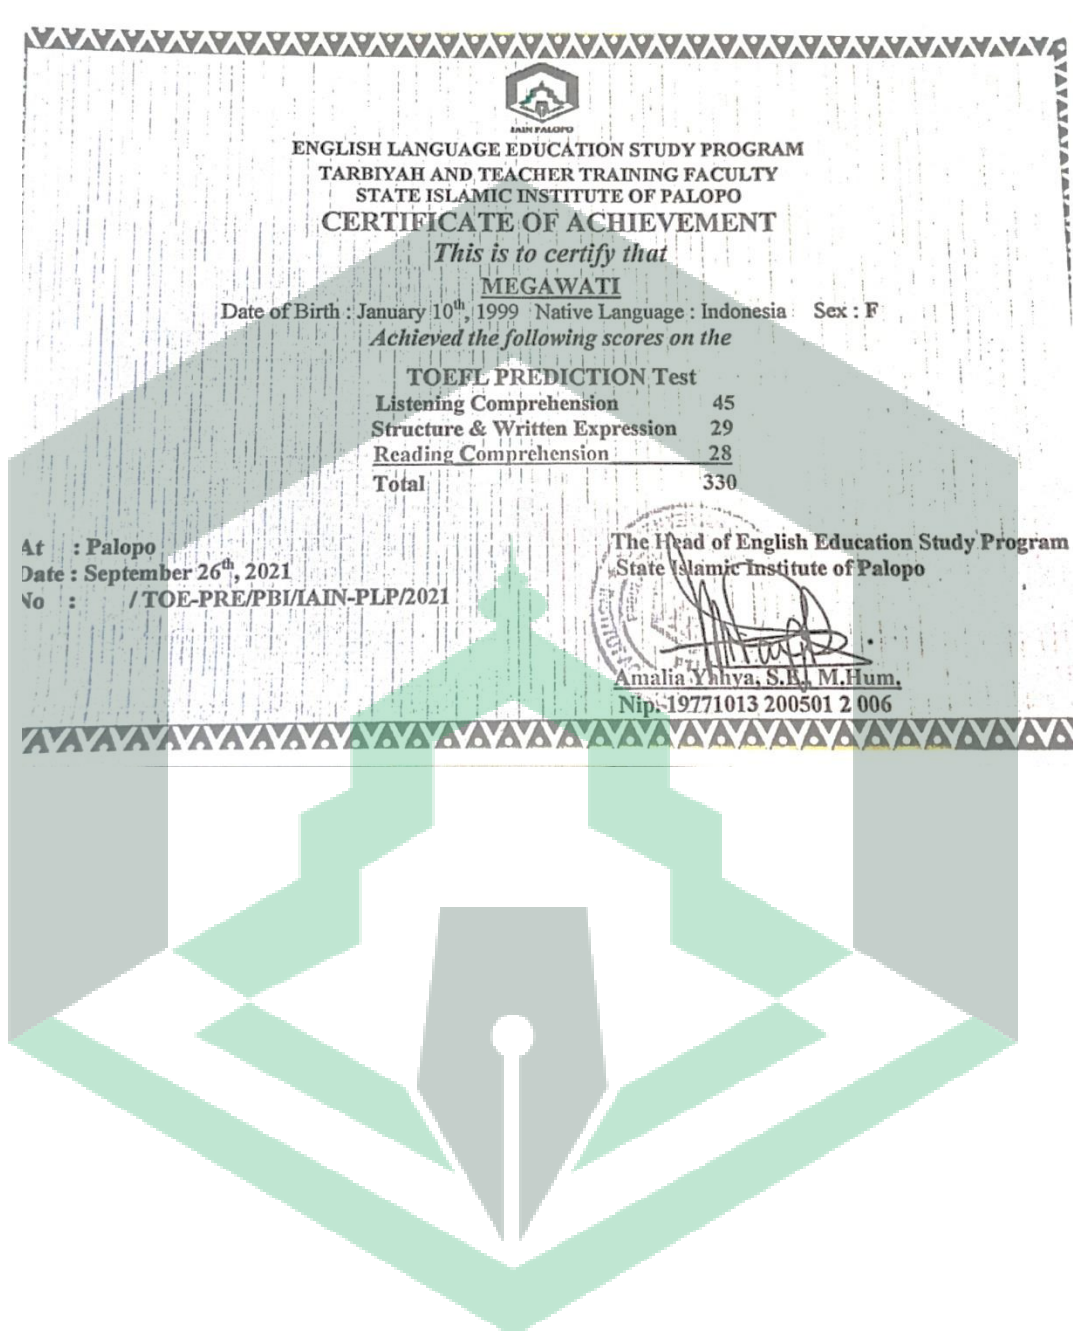 IAIN PALOPO
ENGLISH LANGUAGE EDUCATION STUDY PROGRAM
TARBIYAH AND TEACHER TRAINING FACULTY
STATE ISLAMIC INSTITUTE OF PALOPO
CERTIFICATE OF ACHIEVEMENT
This is to certify that
MEGAWATI
Date of Birth : January 10th, 1999 Native Language : Indonesia Sex : F
Achieved the following scores on the
TOEFL PREDICTION Test
Listening Comprehension 45
Structure & Written Expression 29
Reading Comprehension 28
Total 330
At : Palopo
Date : September 26th, 2021
No : / TOE-PRE/PBI/IAIN-PLP/2021
The Head of English Education Study Program
State Islamic Institute of Palopo
Amalia Yahya, S.E., M.Hum.
Nip. 19771013 200501 2 006